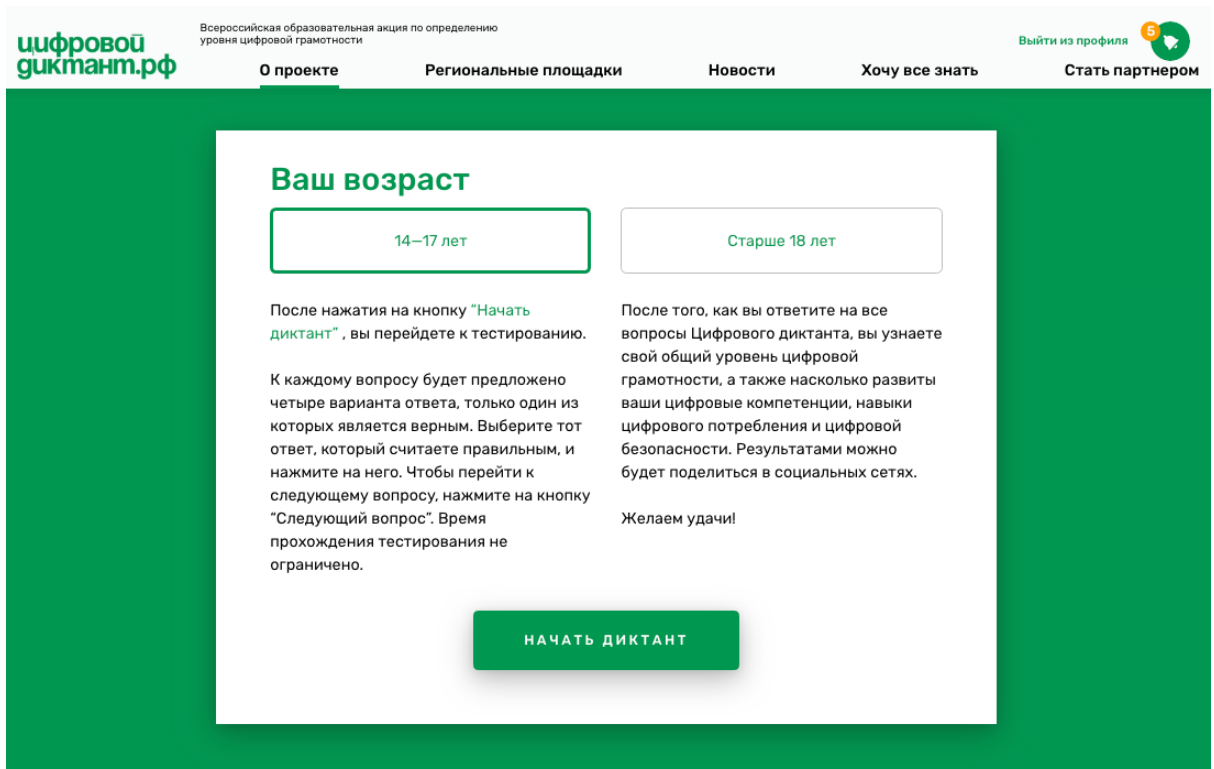 цифровой
диктант.рф
Всероссийская образовательная акция по определению
уровня цифровой грамотности
Выйти из профиля
5
О проекте
Региональные площадки
Новости
Хочу все знать
Стать партнером
Ваш возраст
14—17 лет
Старше 18 лет
После нажатия на кнопку “Начать
диктант” , вы перейдете к тестированию.
К каждому вопросу будет предложено
четыре варианта ответа, только один из
которых является верным. Выберите тот
ответ, который считаете правильным, и
нажмите на него. Чтобы перейти к
следующему вопросу, нажмите на кнопку
“Следующий вопрос”. Время
прохождения тестирования не
ограничено.
После того, как вы ответите на все
вопросы Цифрового диктанта, вы узнаете
свой общий уровень цифровой
грамотности, а также насколько развиты
ваши цифровые компетенции, навыки
цифрового потребления и цифровой
безопасности. Результатами можно
будет поделиться в социальных сетях.
Желаем удачи!
НАЧАТЬ ДИКТАНТ